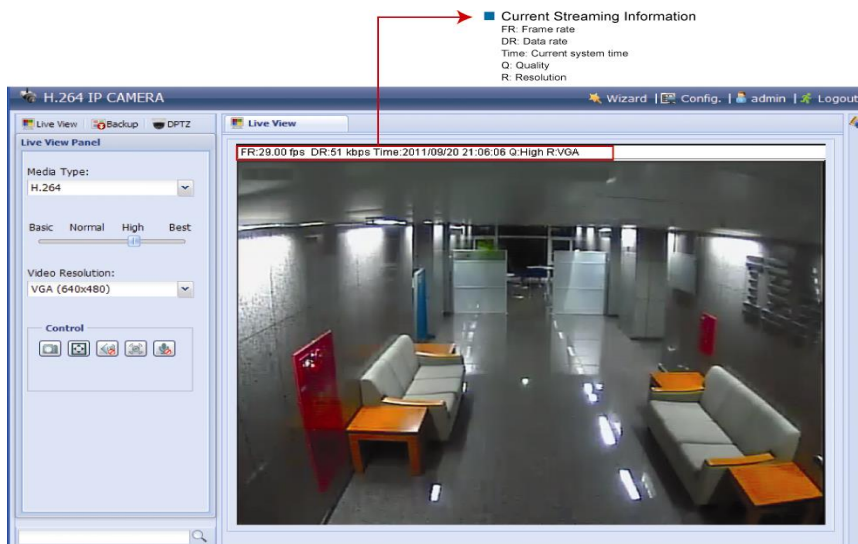 Current Streaming Information
FR: Frame rate
DR: Data rate
Time: Current system time
Q: Quality
R: Resolution
H.264 IP CAMERA
Wizard | Config. | admin | Logout
Live View Backup DPTZ
Live View
Live View Panel
FR:29.00 fps DR:51 kbps Time:2011/09/20 21:06:06 Q:High R:VGA
Media Type:
H.264
Basic Normal High Best
Video Resolution:
VGA (640x480)
Control